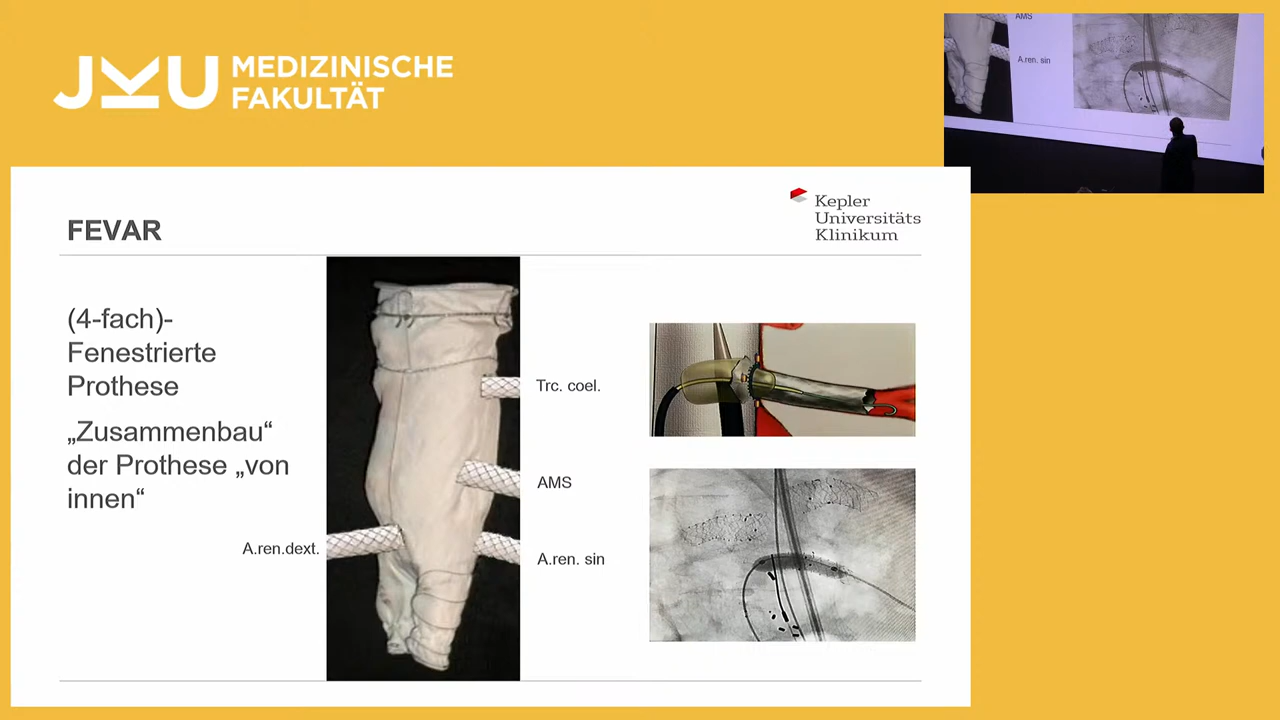 JKU MEDIZINISCHE
FAKULTÄT
AMS
A.ren. sin
FEVAR
Kepler
Universitäts
Klinikum
(4-fach)-
Fenestrierte
Prothese
„Zusammenbau“
der Prothese „von
innen“
Trc. coel.
AMS
A.ren.dext.
A.ren. sin